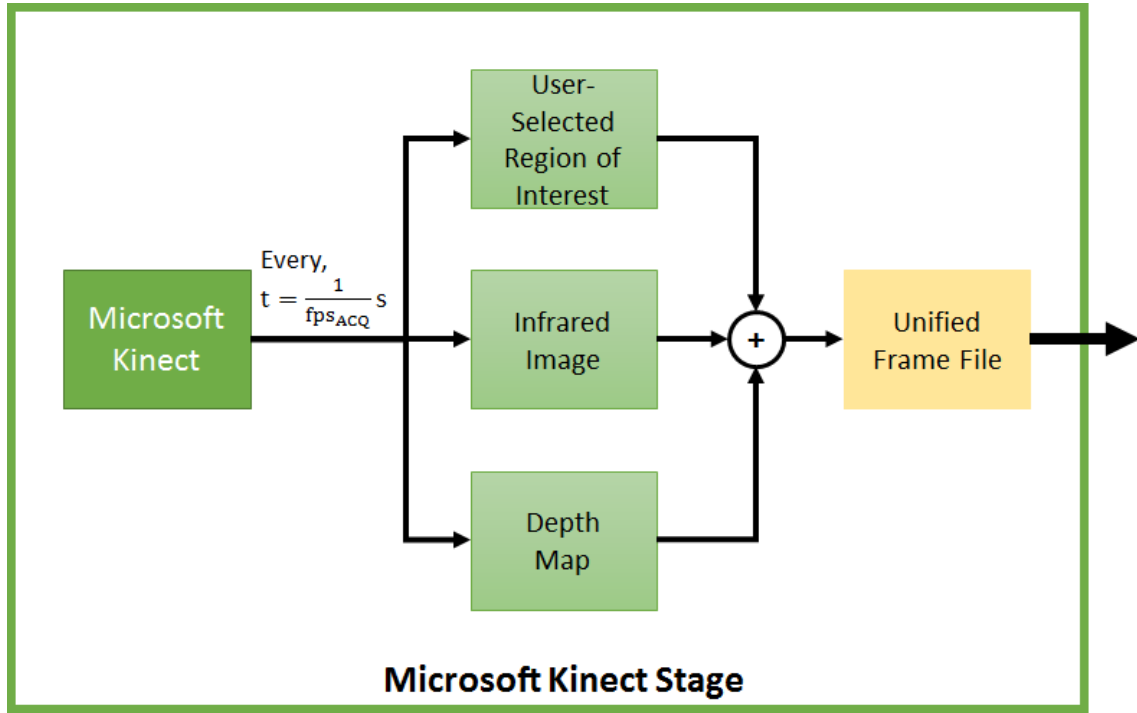 User-
Selected
Region of
Interest
Every,
t = 1/fps_ACQ s
Microsoft
Kinect
Infrared
Image
+
Unified
Frame File
Depth
Map
Microsoft Kinect Stage